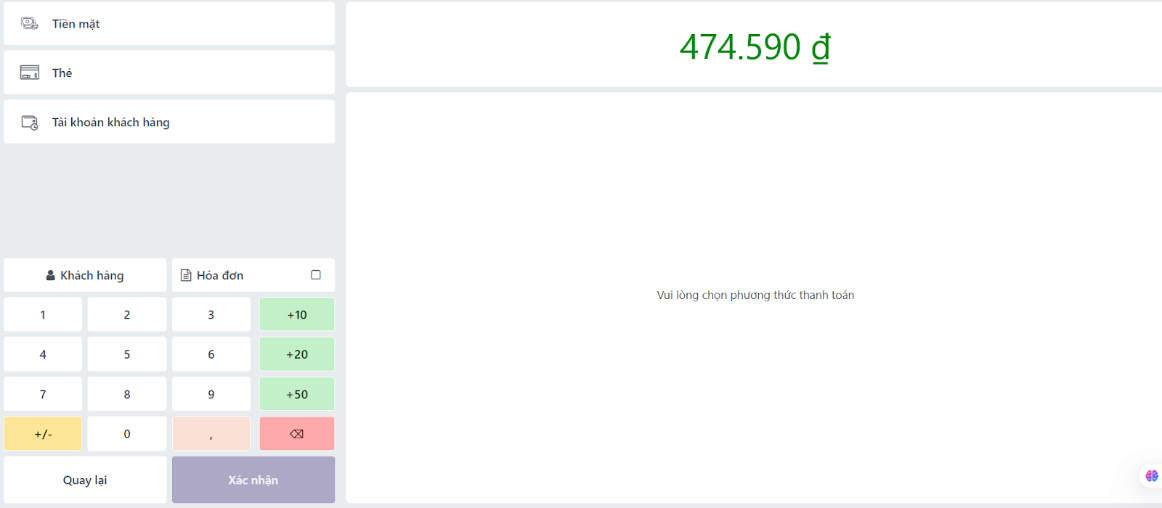 Tiền mặt
474.590 ₫
Thẻ
Tài khoản khách hàng
Vui lòng chọn phương thức thanh toán
Khách hàng
Hóa đơn
1 2 3 +10
4 5 6 +20
7 8 9 +50
+/- 0 , ⌫
Quay lại
Xác nhận